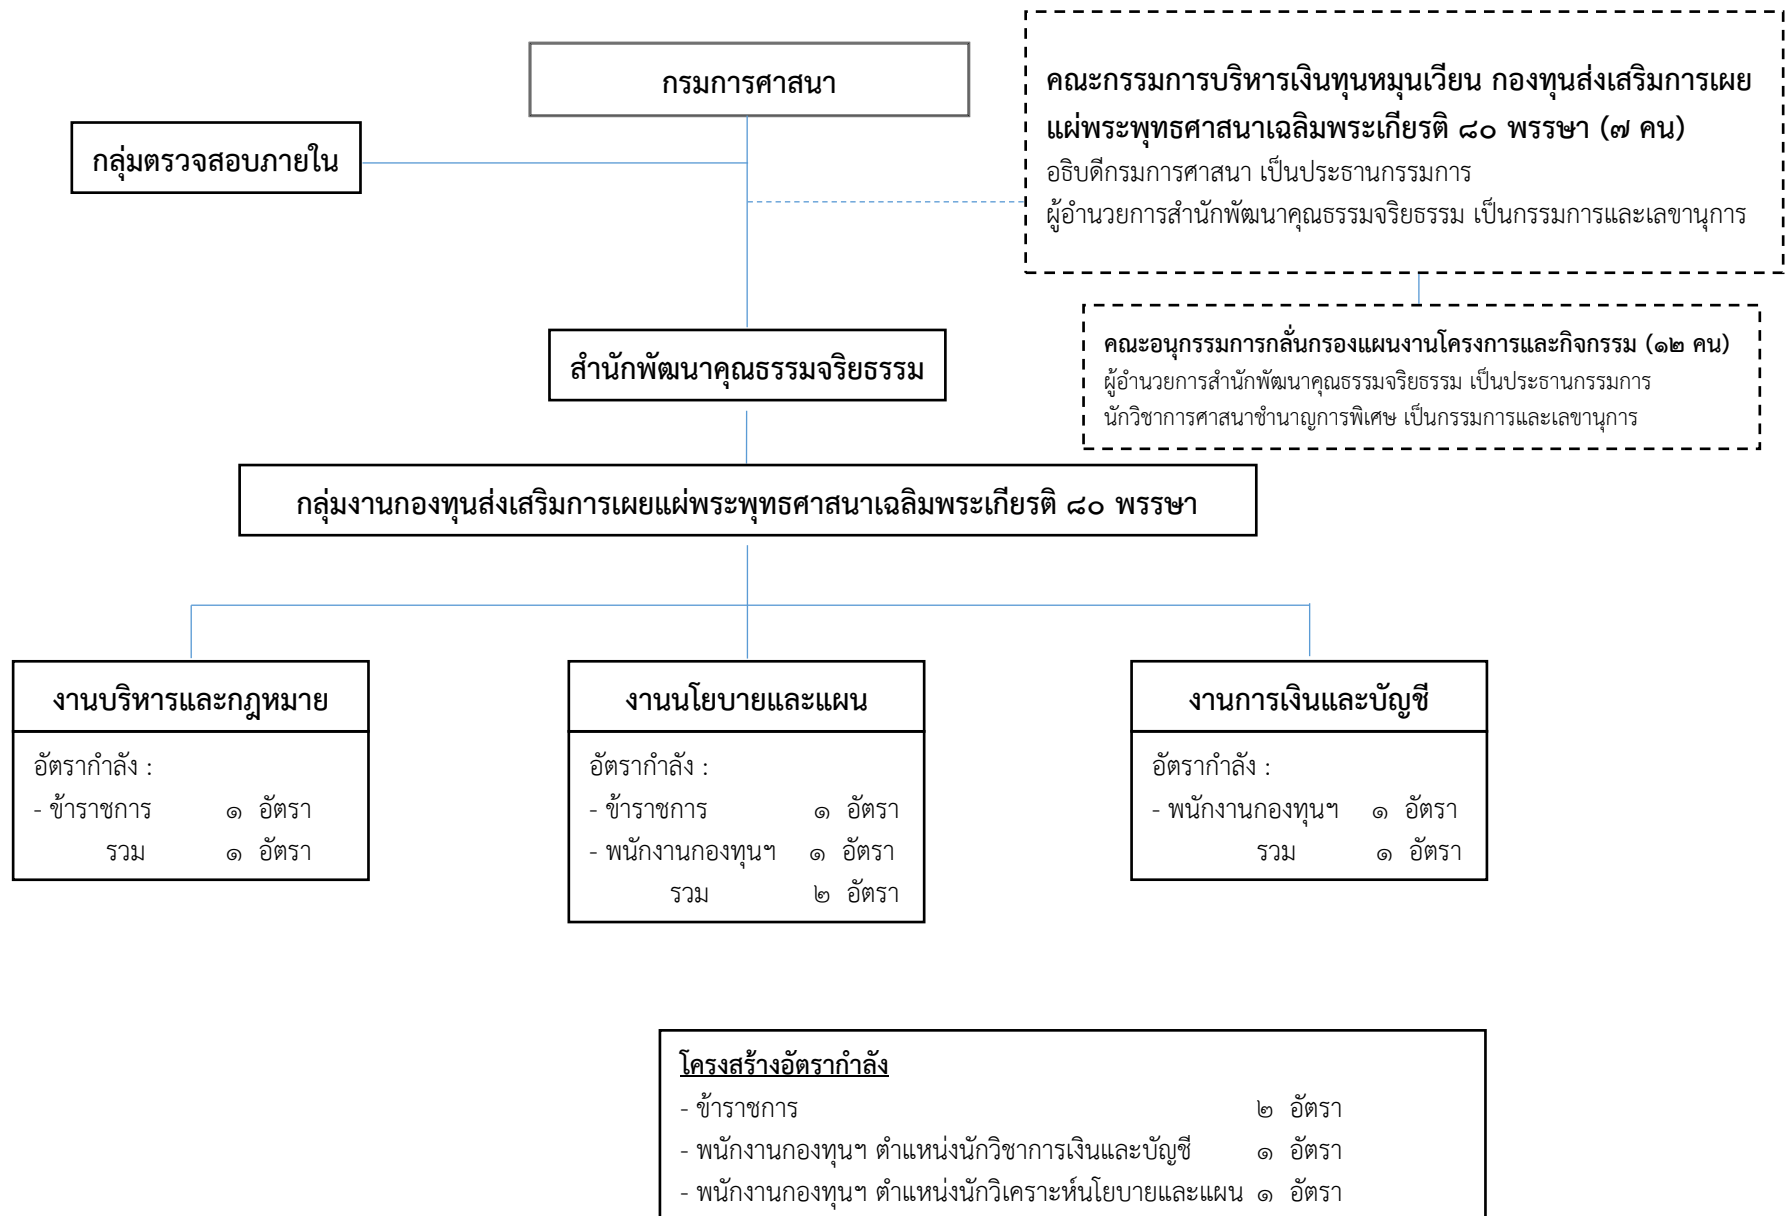 กรมการศาสนา
คณะกรรมการบริหารเงินทุนหมุนเวียน กองทุนส่งเสริมการเผย
แผ่พระพุทธศาสนาเฉลิมพระเกียรติ ๘๐ พรรษา (๗ คน)
อธิบดีกรมการศาสนา เป็นประธานกรรมการ
ผู้อำนวยการสำนักพัฒนาคุณธรรมจริยธรรม เป็นกรรมการและเลขานุการ
กลุ่มตรวจสอบภายใน
สำนักพัฒนาคุณธรรมจริยธรรม
คณะอนุกรรมการกลั่นกรองแผนงานโครงการและกิจกรรม (๑๒ คน)
ผู้อำนวยการสำนักพัฒนาคุณธรรมจริยธรรม เป็นประธานกรรมการ
นักวิชาการศาสนาชำนาญการพิเศษ เป็นกรรมการและเลขานุการ
กลุ่มงานกองทุนส่งเสริมการเผยแผ่พระพุทธศาสนาเฉลิมพระเกียรติ ๘๐ พรรษา
งานบริหารและกฎหมาย
อัตรากำลัง :
- ข้าราชการ ๑ อัตรา
รวม ๑ อัตรา
งานนโยบายและแผน
อัตรากำลัง :
- ข้าราชการ ๑ อัตรา
- พนักงานกองทุนฯ ๑ อัตรา
รวม ๒ อัตรา
งานการเงินและบัญชี
อัตรากำลัง :
- พนักงานกองทุนฯ ๑ อัตรา
รวม ๑ อัตรา
โครงสร้างอัตรากำลัง
- ข้าราชการ ๒ อัตรา
- พนักงานกองทุนฯ ตำแหน่งนักวิชาการเงินและบัญชี ๑ อัตรา
- พนักงานกองทุนฯ ตำแหน่งนักวิเคราะห์นโยบายและแผน ๑ อัตรา